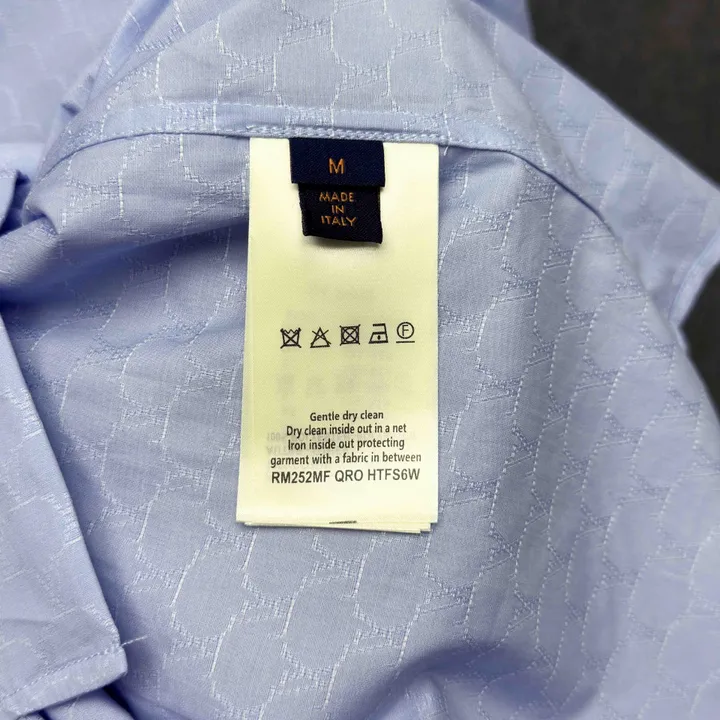 M
MADE
IN
ITALY
F
Gentle dry clean
Dry clean inside out in a net
Iron inside out protecting
garment with a fabric in between
RM252MF QRO HTFS6W